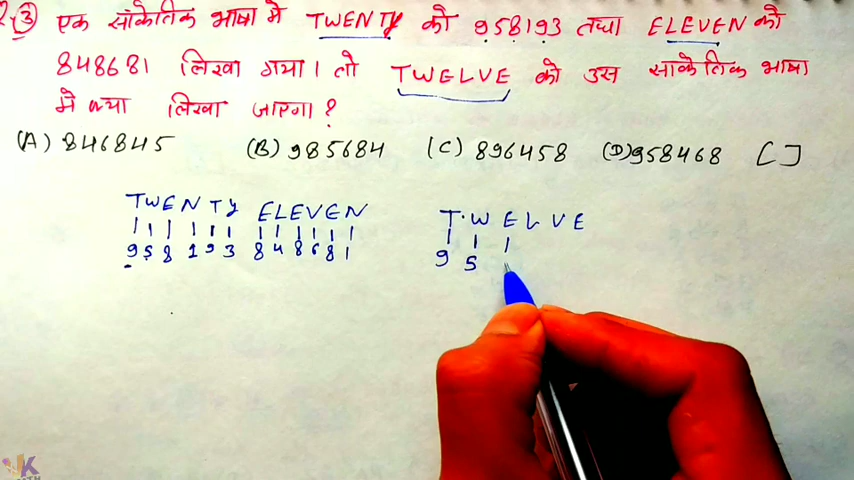 2.(3) एक सांकेतिक भाषा में TWENTY को 958193 तथा ELEVEN को
848681 लिखा गया। तो TWELVE को उस सांकेतिक भाषा
में क्या लिखा जाएगा?
(A) 846845 (B) 985684 (C) 896458 (D) 958468 [ ]
TWENTY ELEVEN TWELVE
958193 848681 95